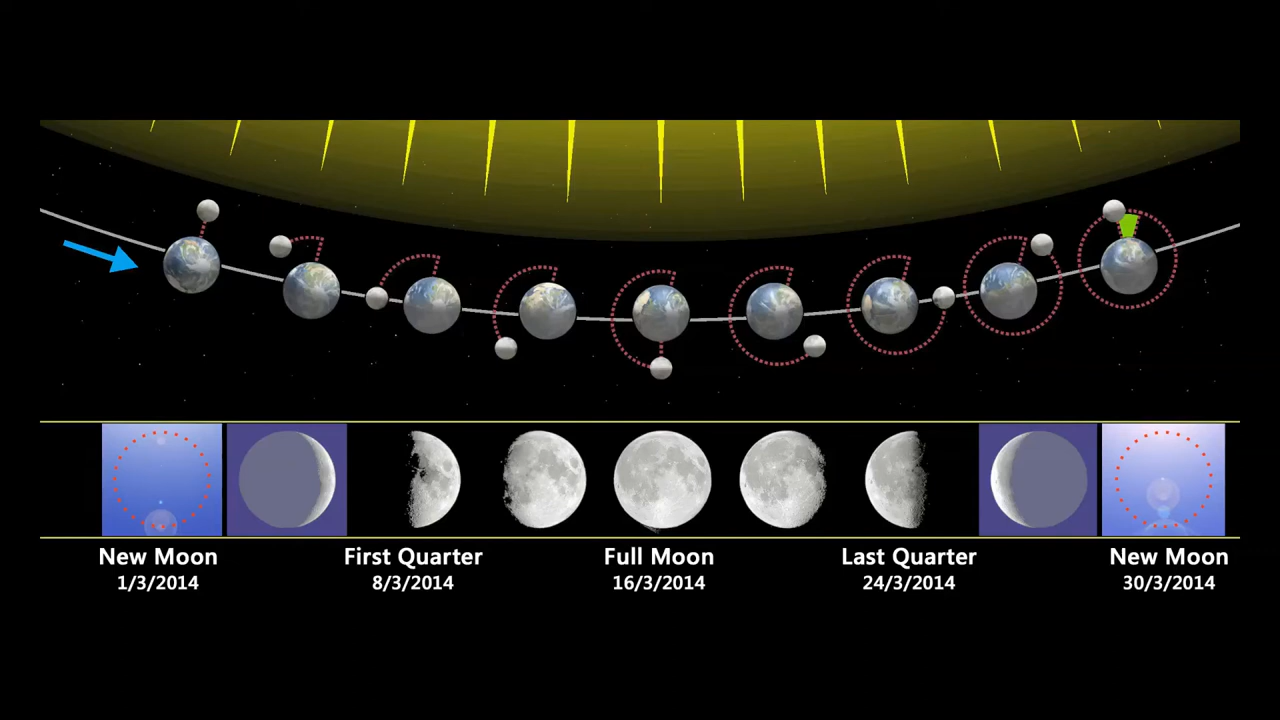 New Moon
1/3/2014
First Quarter
8/3/2014
Full Moon
16/3/2014
Last Quarter
24/3/2014
New Moon
30/3/2014